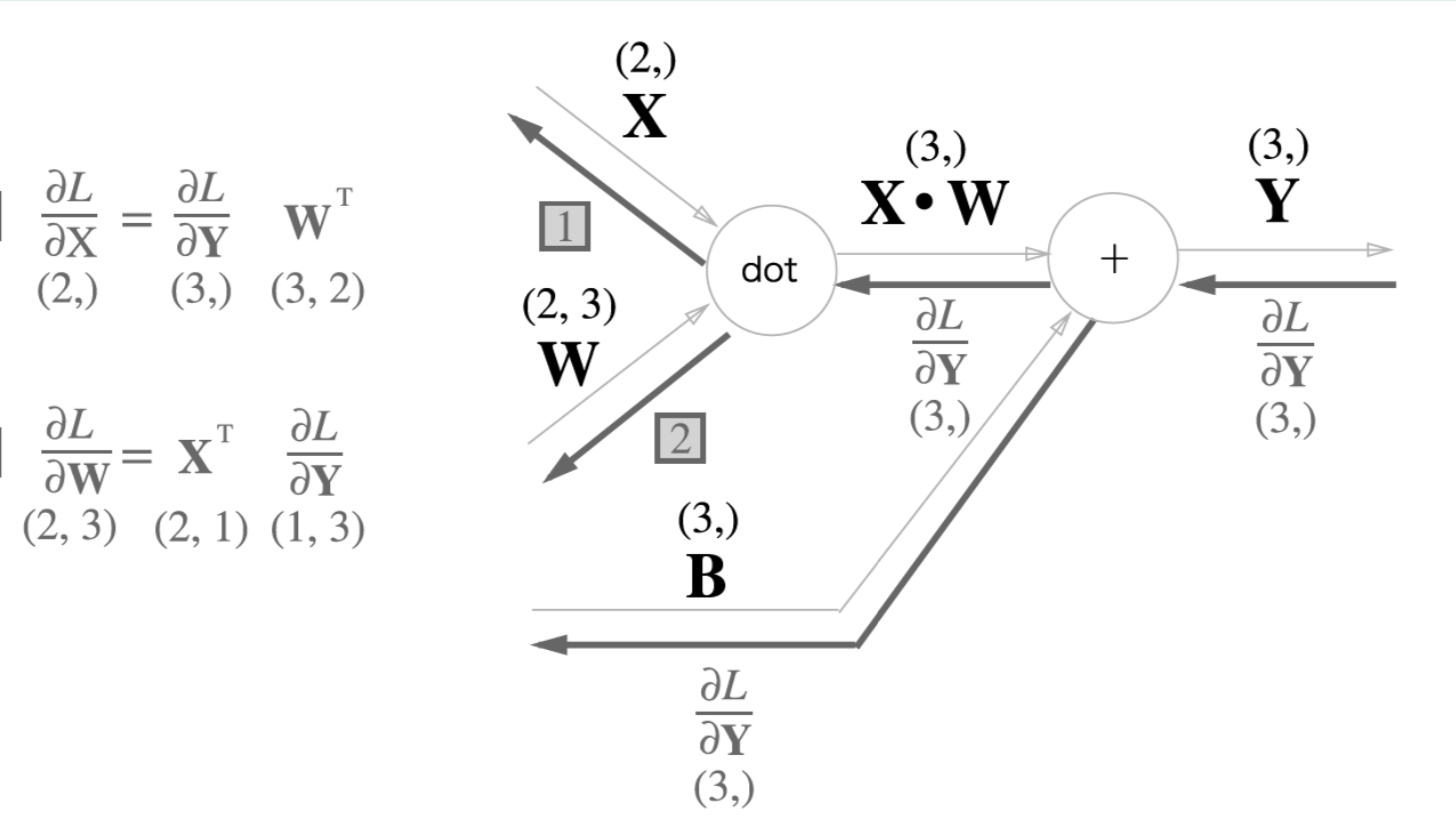 ∂L/∂X = ∂L/∂Y W^T
(2,) (3,) (3, 2)
∂L/∂W = X^T ∂L/∂Y
(2, 3) (2, 1) (1, 3)
(2,)
X
1
(2, 3)
W
2
dot
(3,)
X • W
∂L/∂Y
(3,)
+
(3,)
Y
∂L/∂Y
(3,)
(3,)
B
∂L/∂Y
(3,)